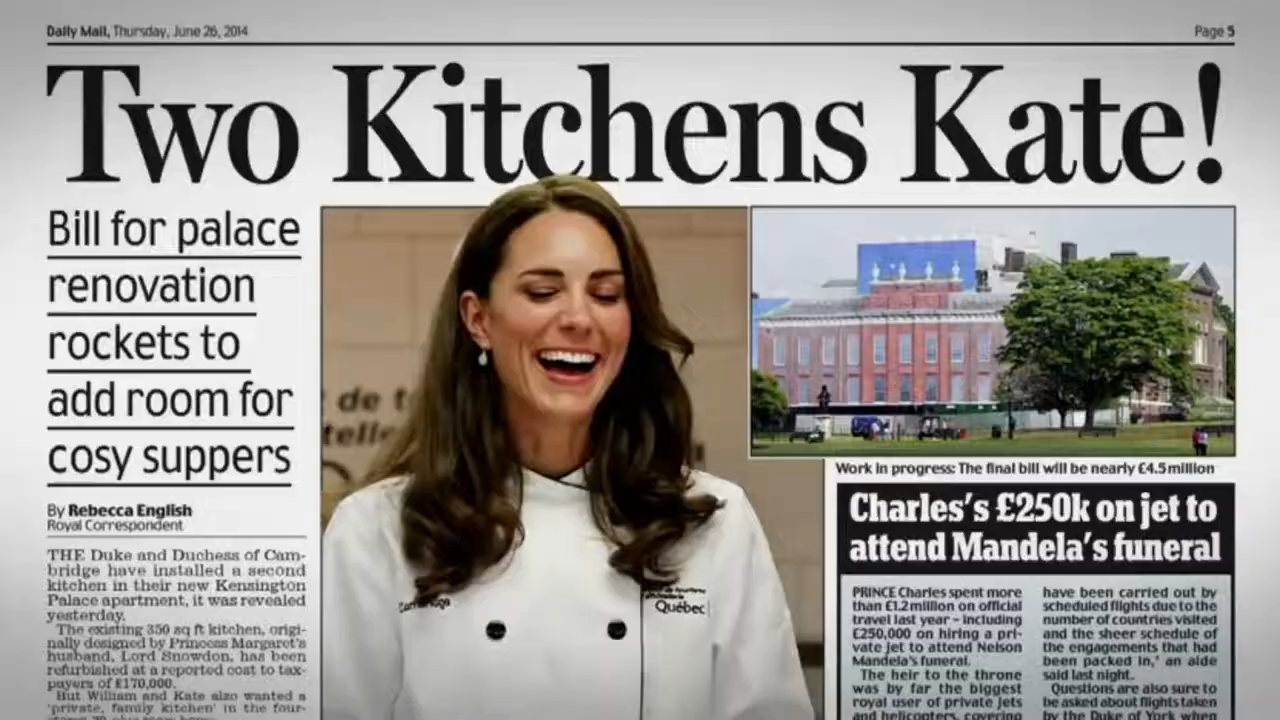 Daily Mail, Thursday, June 26, 2014
Page 5
Two Kitchens Kate!
Bill for palace
renovation
rockets to
add room for
cosy suppers
By Rebecca English
Royal Correspondent
THE Duke and Duchess of Cam-
bridge have installed a second
kitchen in their new Kensington
Palace apartment, it was revealed
yesterday.
The existing 350 sq ft kitchen, origi-
nally designed by Princess Margaret's
husband, Lord Snowdon, has been
refurbished at a reported cost to tax-
payers of £170,000.
But William and Kate also wanted a
'private, family kitchen' in the four-
de t
telle
Cambridge
Québec
Work in progress: The final bill will be nearly £4.5million
Charles's £250k on jet to
attend Mandela's funeral
PRINCE Charles spent more
than £1.2million on official
travel last year – including
£250,000 on hiring a pri-
vate jet to attend Nelson
Mandela's funeral.
The heir to the throne
was by far the biggest
royal user of private jets
and helicopters, covering
have been carried out by
scheduled flights due to the
number of countries visited
and the sheer schedule of
the engagements that had
been packed in,' an aide
said last night.
Questions are also sure to
be asked about flights taken
by the Duke of York when